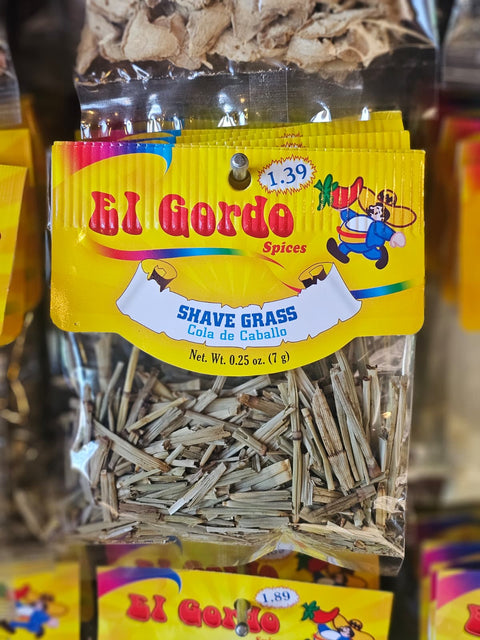 1.39
El Gordo
Spices
SHAVE GRASS
Cola de Caballo
Net. Wt. 0.25 oz. (7 g)
1.89
El Gordo